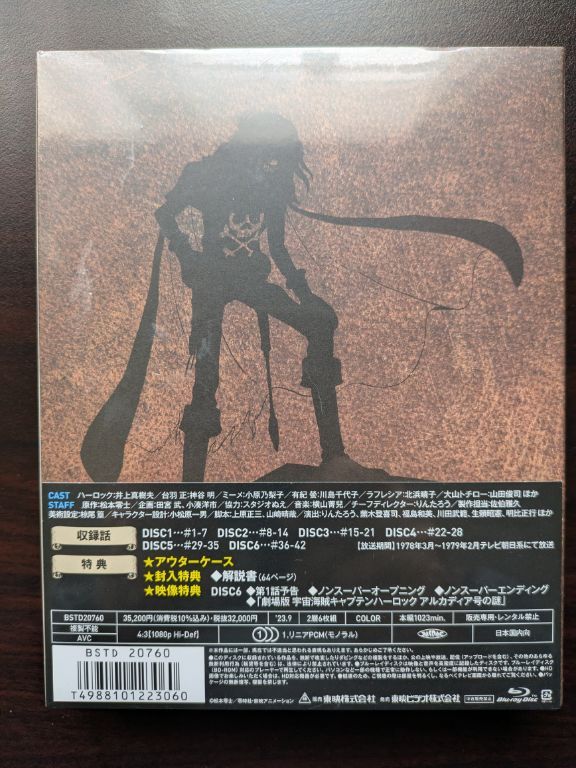 CAST ハーロック:井上真樹夫/台羽 正:神谷 明/ミーメ:小原乃梨子/有紀 螢:川島千代子/ラフレシア:北浜晴子/大山トチロー:山田俊司 ほか
STAFF 原作:松本零士/企画:田宮 武、小湊洋市/協力:スタジオぬえ/音楽:横山菁児/チーフディレクター:りんたろう/製作担当:佐伯雅久
美術設定:椋尾 篁/キャラクター設計:小松原一男/脚本:上原正三、山崎晴哉/演出:りんたろう、黒木登喜司、福島和美、川田武範、生頼昭憲、明比正行 ほか
収録話 DISC1…#1-7 DISC2…#8-14 DISC3…#15-21 DISC4…#22-28
DISC5…#29-35 DISC6…#36-42 [放送期間]1978年3月~1979年2月テレビ朝日系にて放送
特典 ★アウターケース
★封入特典 ◆解説書(64ページ)
★映像特典 DISC6 ◆第1話予告 ◆ノンスーパーオープニング ◆ノンスーパーエンディング
◆「劇場版 宇宙海賊キャプテンハーロック アルカディア号の謎」
BSTD20760 35,200円(消費税10%込み)・税抜32,000円 '23.9 2層6枚組 COLOR 本編1023min. 販売専用・レンタル禁止
複製不能
AVC 4:3[1080p Hi-Def] 1.リニアPCM(モノラル) 日本国内向
BSTD 20760
T4988101223060
©松本零士/零時社・東映アニメーション
販売 東映株式会社 発売 東映ビデオ株式会社
Blu-ray Disc